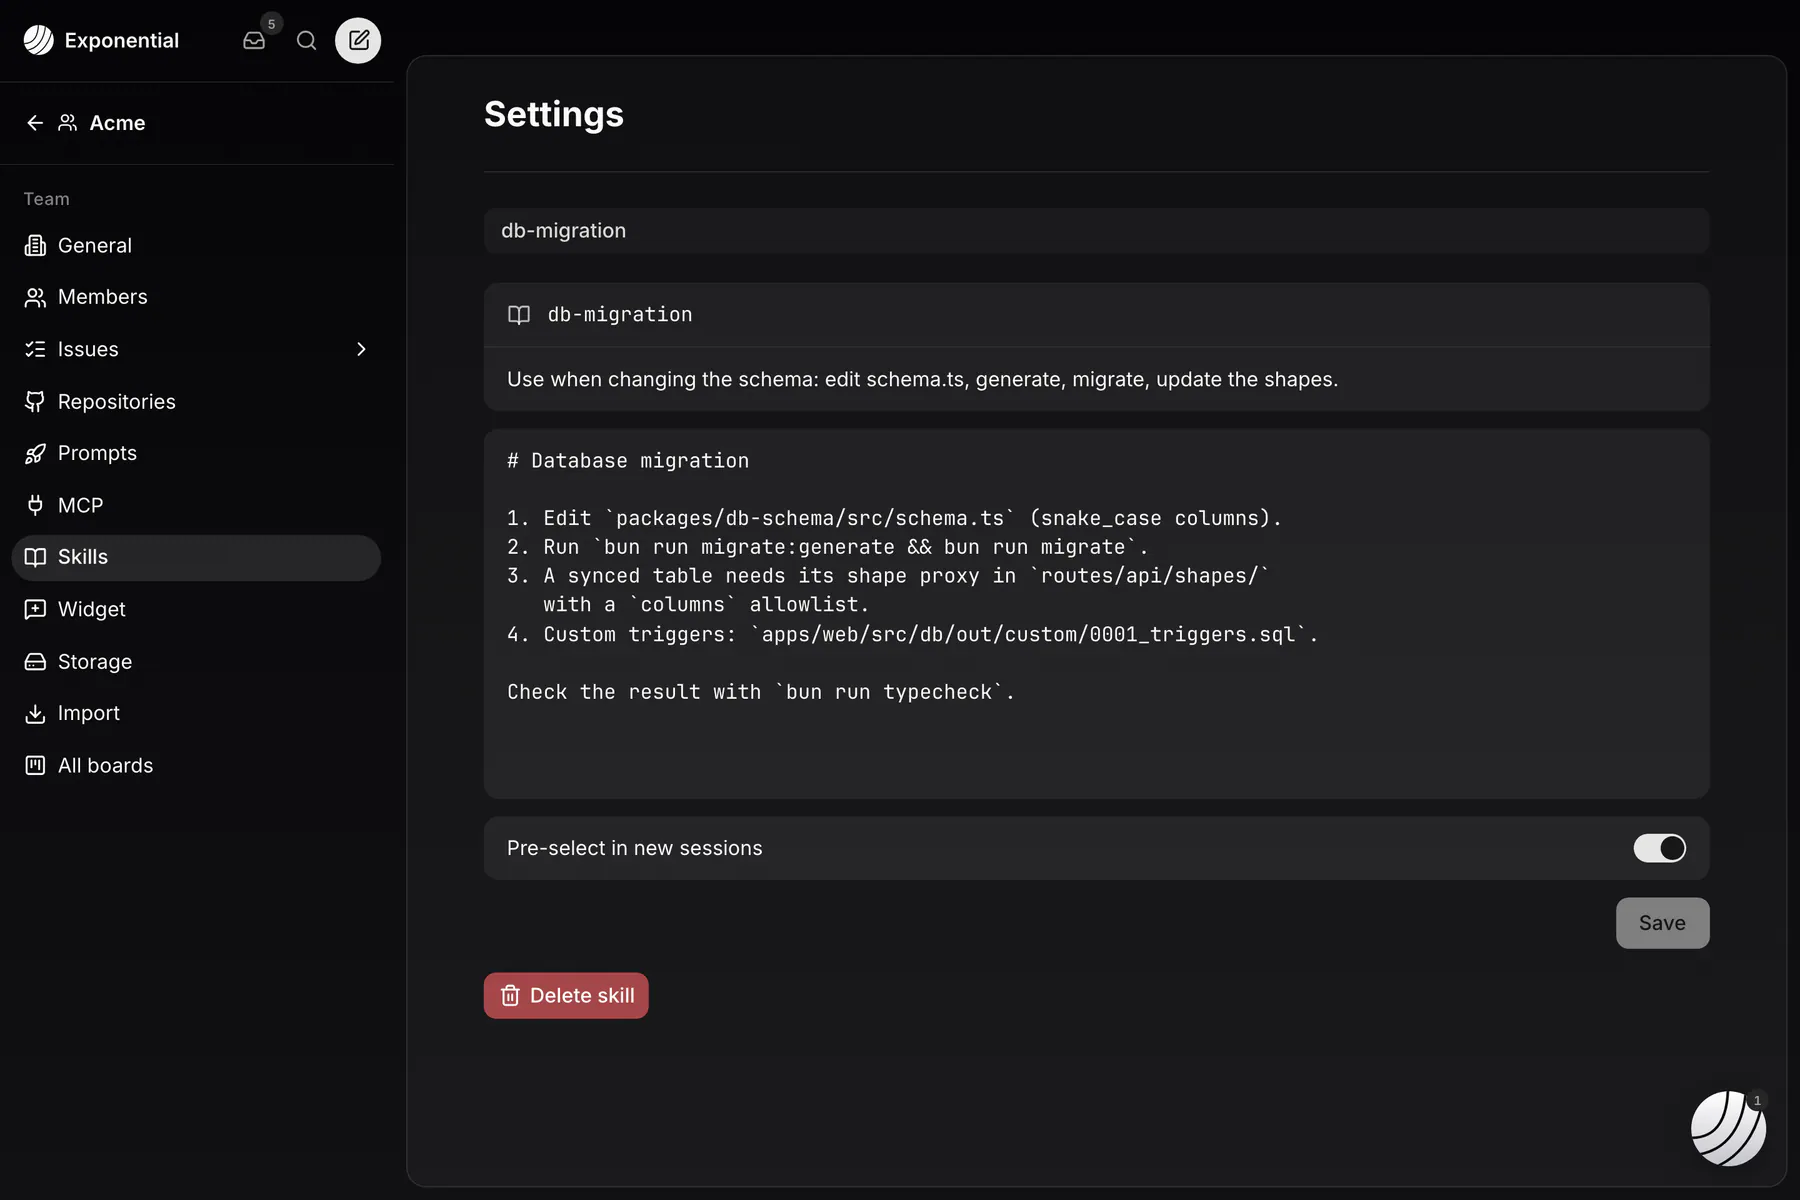 Exponential
5
Acme
Team
General
Members
Issues
Repositories
Prompts
MCP
Skills
Widget
Storage
Import
All boards
Settings
db-migration
db-migration
Use when changing the schema: edit schema.ts, generate, migrate, update the shapes.
# Database migration
1. Edit `packages/db-schema/src/schema.ts` (snake_case columns).
2. Run `bun run migrate:generate && bun run migrate`.
3. A synced table needs its shape proxy in `routes/api/shapes/`
with a `columns` allowlist.
4. Custom triggers: `apps/web/src/db/out/custom/0001_triggers.sql`.
Check the result with `bun run typecheck`.
Pre-select in new sessions
Save
Delete skill
1